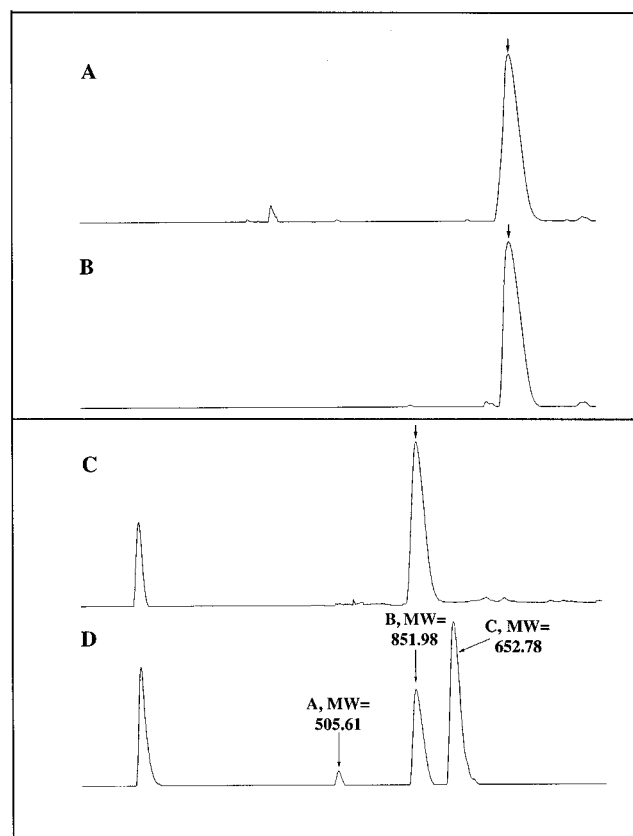 A
B
C
D
A, MW=
505.61
B, MW=
851.98
C, MW=
652.78